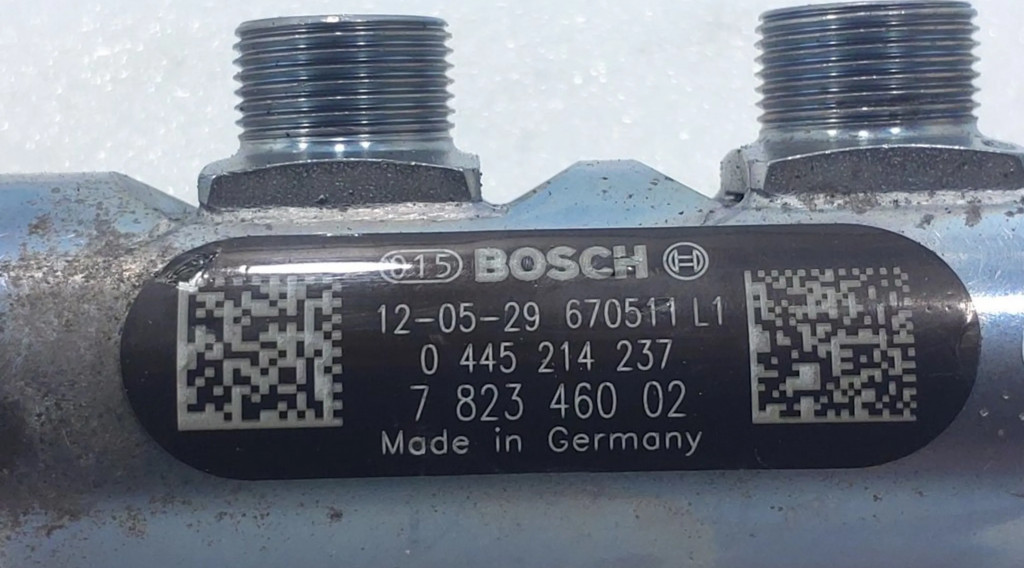 015 BOSCH
12-05-29 670511 L1
0 445 214 237
7 823 460 02
Made in Germany